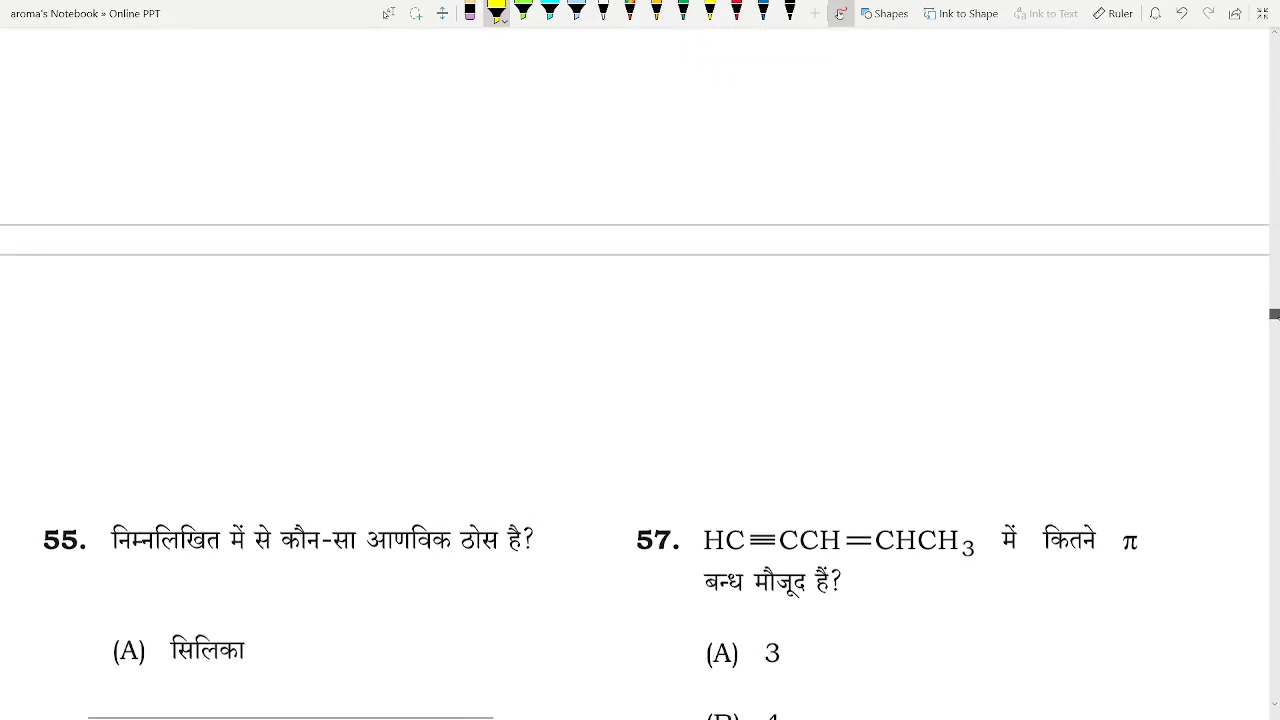 aroma's Notebook » Online PPT
Shapes
Ink to Shape
Ink to Text
Ruler
55. निम्नलिखित में से कौन-सा आणविक ठोस है?
(A) सिलिका
57. HC≡CCH=CHCH₃ में कितने π
बन्ध मौजूद हैं?
(A) 3